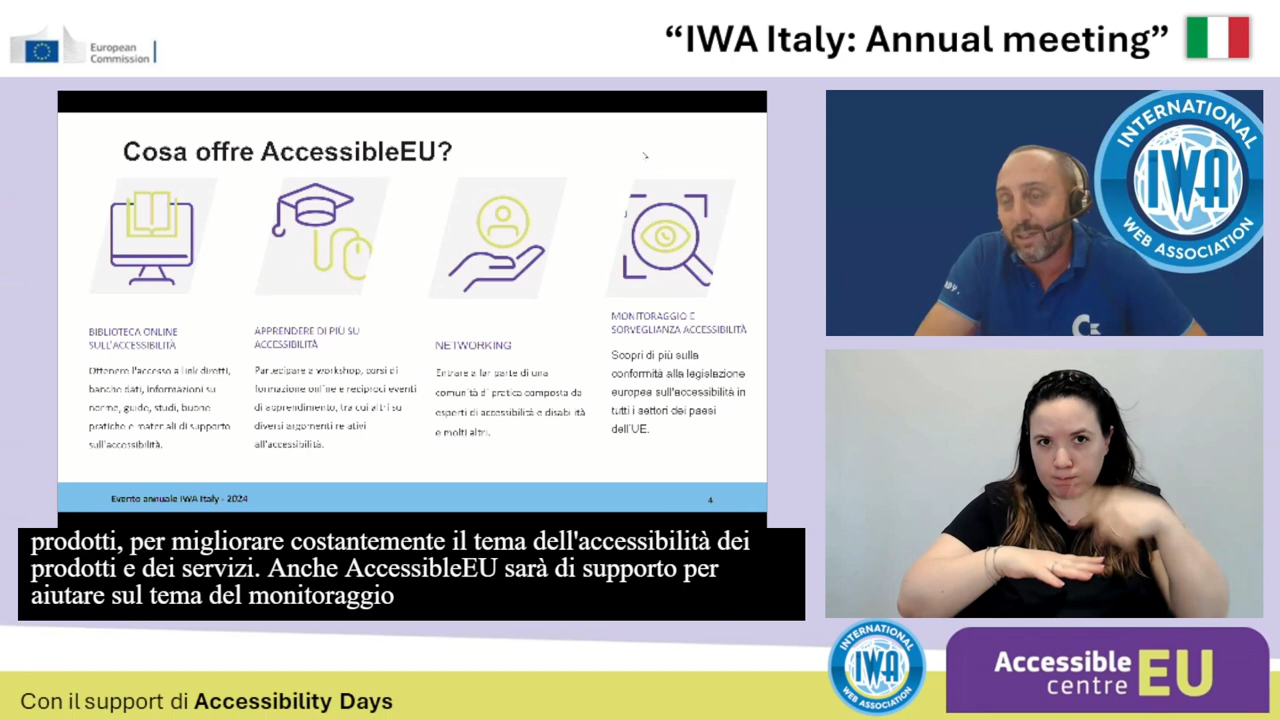 European
Commission
“IWA Italy: Annual meeting”
Cosa offre AccessibleEU?
BIBLIOTECA ONLINE
SULL'ACCESSIBILITÀ
Ottenere l'accesso a link diretti,
banche dati, informazioni su
norme, guide, studi, buone
pratiche e materiali di supporto
sull'accessibilità.
APPRENDERE DI PIÙ SU
ACCESSIBILITÀ
Partecipare a workshop, corsi di
formazione online e reciproci eventi
di apprendimento, tra cui altri su
diversi argomenti relativi
all'accessibilità.
NETWORKING
Entrare a far parte di una
comunità di pratica composta da
esperti di accessibilità e disabilità
e molti altri.
MONITORAGGIO E
SORVEGLIANZA ACCESSIBILITÀ
Scopri di più sulla
conformità alla legislazione
europea sull'accessibilità in
tutti i settori dei paesi
dell'UE.
Evento annuale IWA Italy - 2024
4
INTERNATIONAL
IWA
WEB ASSOCIATION
prodotti, per migliorare costantemente il tema dell'accessibilità dei
prodotti e dei servizi. Anche AccessibleEU sarà di supporto per
aiutare sul tema del monitoraggio
INTERNATIONAL
IWA
WEB ASSOCIATION
Accessible
centre
EU
Con il support di Accessibility Days